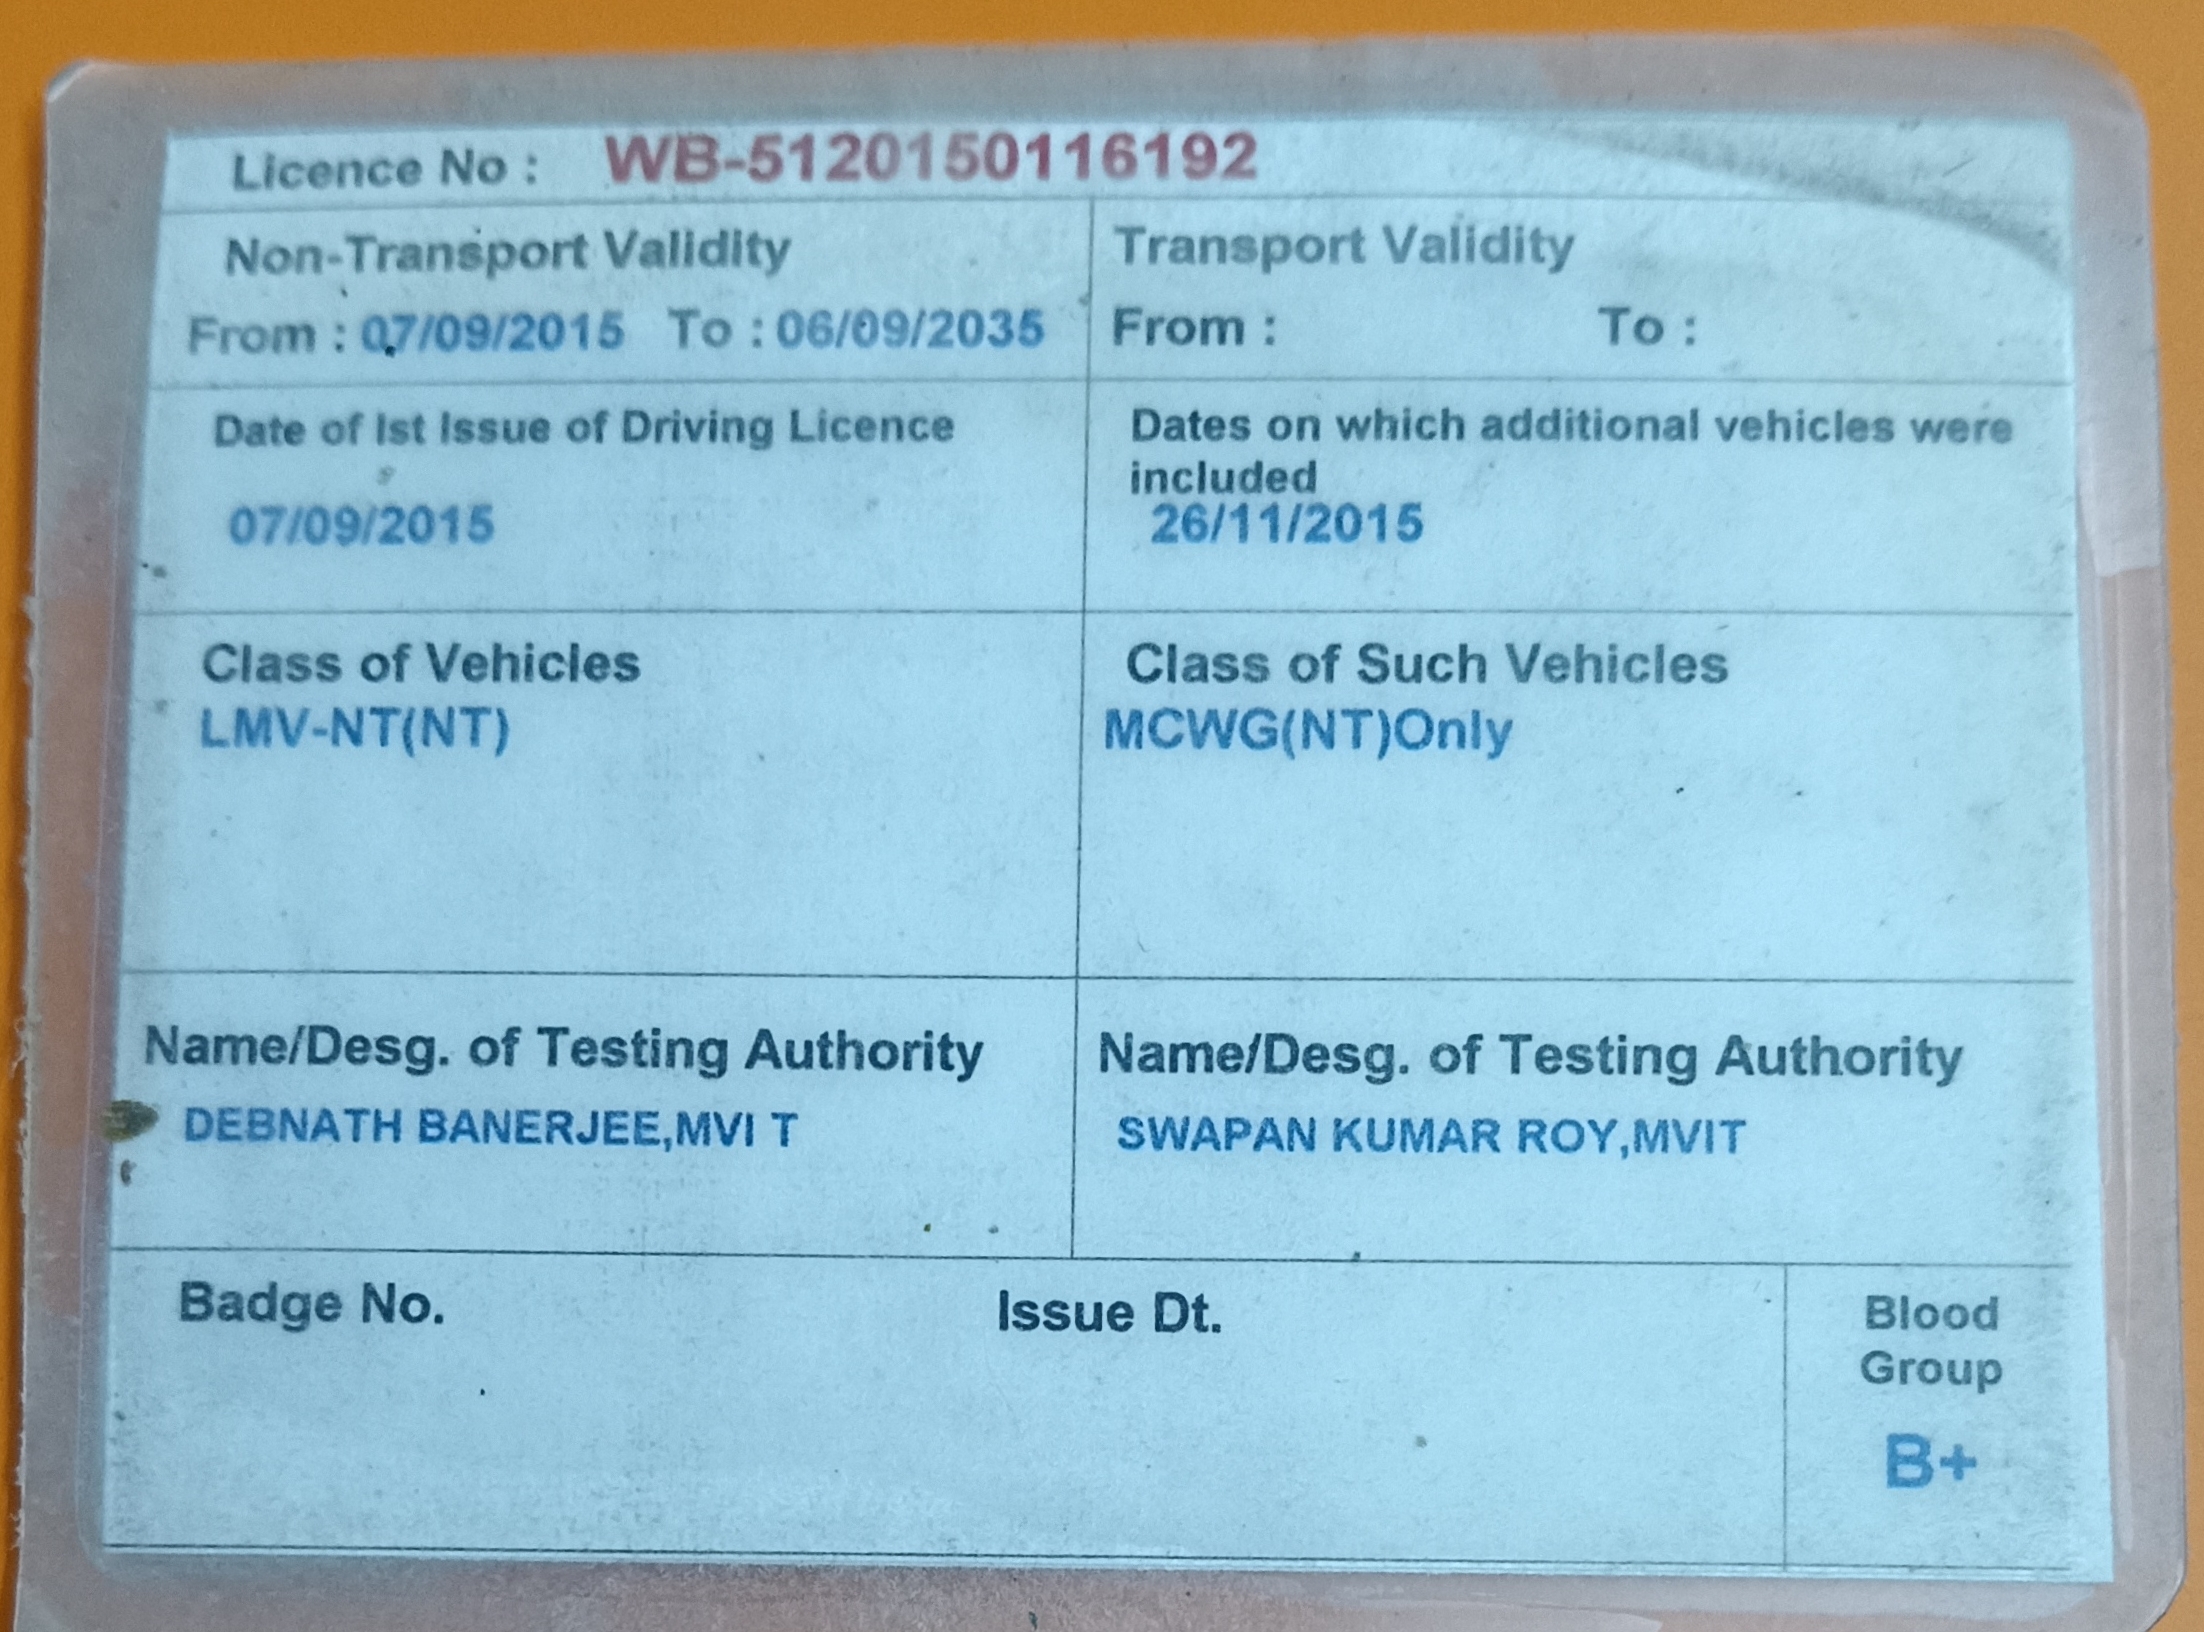 Licence No : WB-5120150116192
Non-Transport Validity
From : 07/09/2015 To : 06/09/2035
Transport Validity
From : To :
Date of Ist Issue of Driving Licence
07/09/2015
Dates on which additional vehicles were
included
26/11/2015
Class of Vehicles
LMV-NT(NT)
Class of Such Vehicles
MCWG(NT)Only
Name/Desg. of Testing Authority
DEBNATH BANERJEE,MVI T
Name/Desg. of Testing Authority
SWAPAN KUMAR ROY,MVIT
Badge No. Issue Dt.
Blood
Group
B+